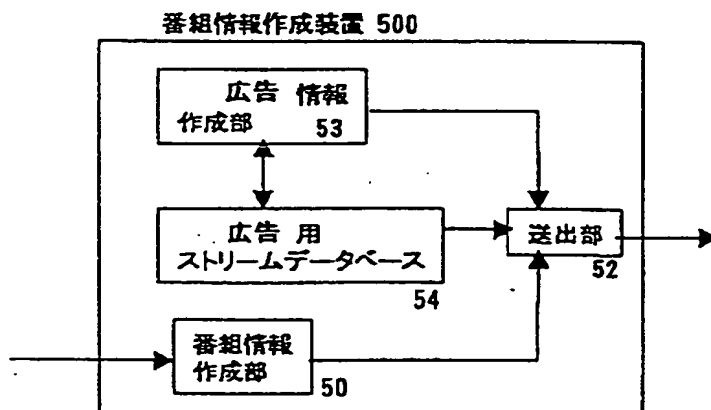 番組情報作成装置 500
広告 情報
作成部 53
広告 用
ストリームデータベース
54
送出部
52
番組情報
作成部
50